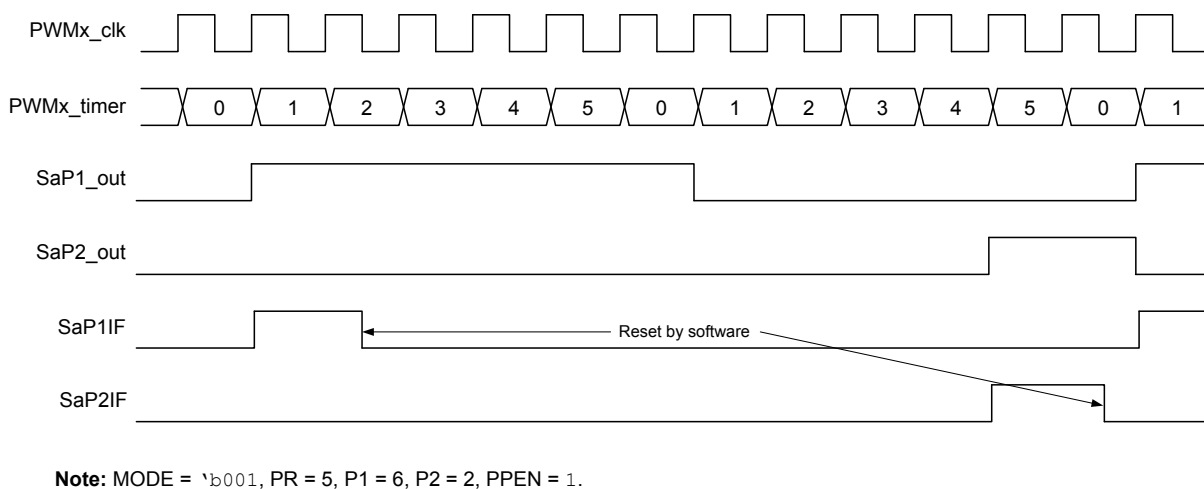 PWMx_clk
PWMx_timer 0 1 2 3 4 5 0 1 2 3 4 5 0 1
SaP1_out
SaP2_out
SaP1IF
Reset by software
SaP2IF
Note: MODE = 'b001, PR = 5, P1 = 6, P2 = 2, PPEN = 1.